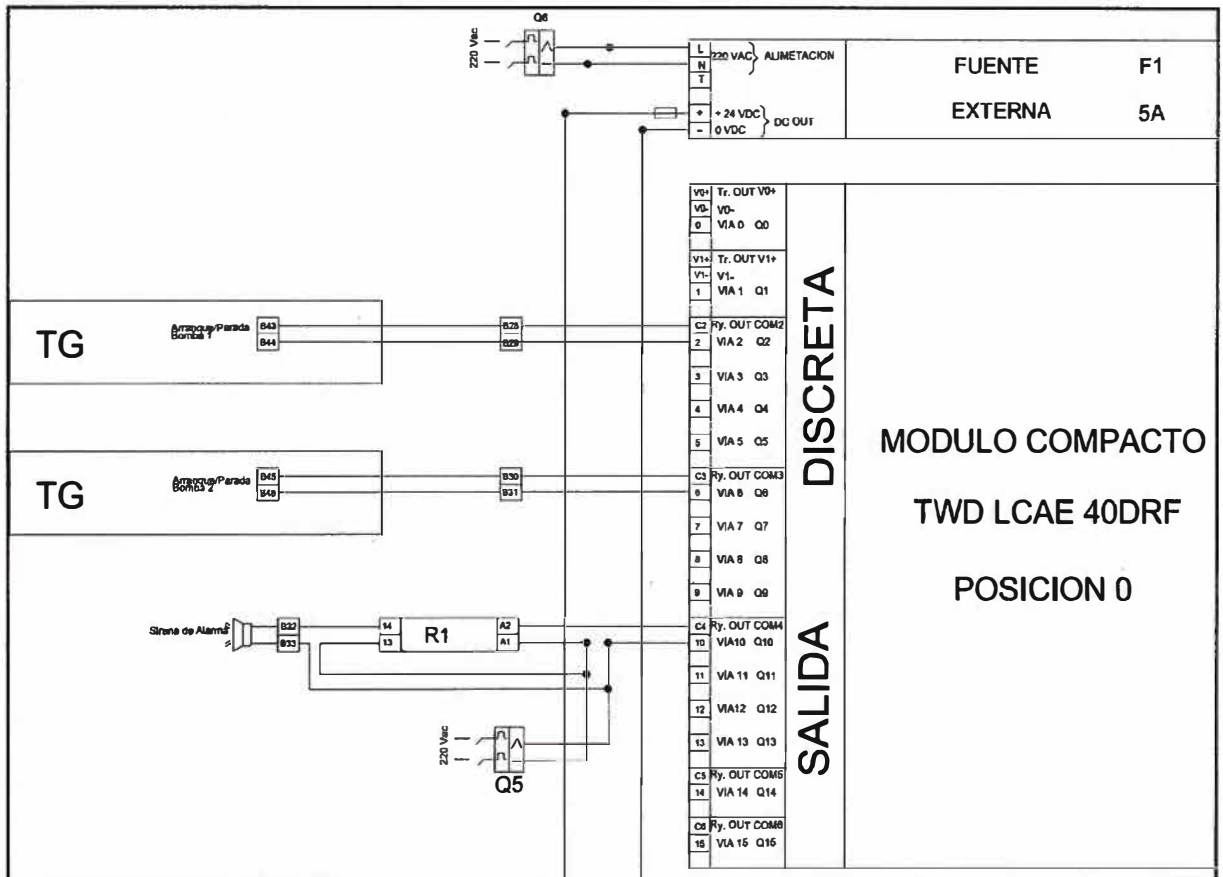 Q6
220 Vac
L
N
T
220 VAC
ALIMETACION
+
-
+ 24 VDC
0 VDC
DC OUT
FUENTE F1
EXTERNA 5A
V0+ Tr. OUT V0+
V0- V0-
0 VIA 0 Q0
V1+ Tr. OUT V1+
V1- V1-
1 VIA 1 Q1
TG
Arranque/Parada
Bomba 1
B43
B44
B28
B29
C2 Ry. OUT COM2
2 VIA 2 Q2
3 VIA 3 Q3
4 VIA 4 Q4
5 VIA 5 Q5
TG
Arranque/Parada
Bomba 2
B45
B46
B30
B31
C3 Ry. OUT COM3
6 VIA 6 Q6
7 VIA 7 Q7
8 VIA 8 Q8
9 VIA 9 Q9
Sirena de Alarma
B32
B33
14
13
R1
A2
A1
C4 Ry. OUT COM4
10 VIA10 Q10
11 VIA 11 Q11
12 VIA12 Q12
13 VIA 13 Q13
220 Vac
Q5
C5 Ry. OUT COM5
14 VIA 14 Q14
C6 Ry. OUT COM6
15 VIA 15 Q15
SALIDA DISCRETA
MODULO COMPACTO
TWD LCAE 40DRF
POSICION 0